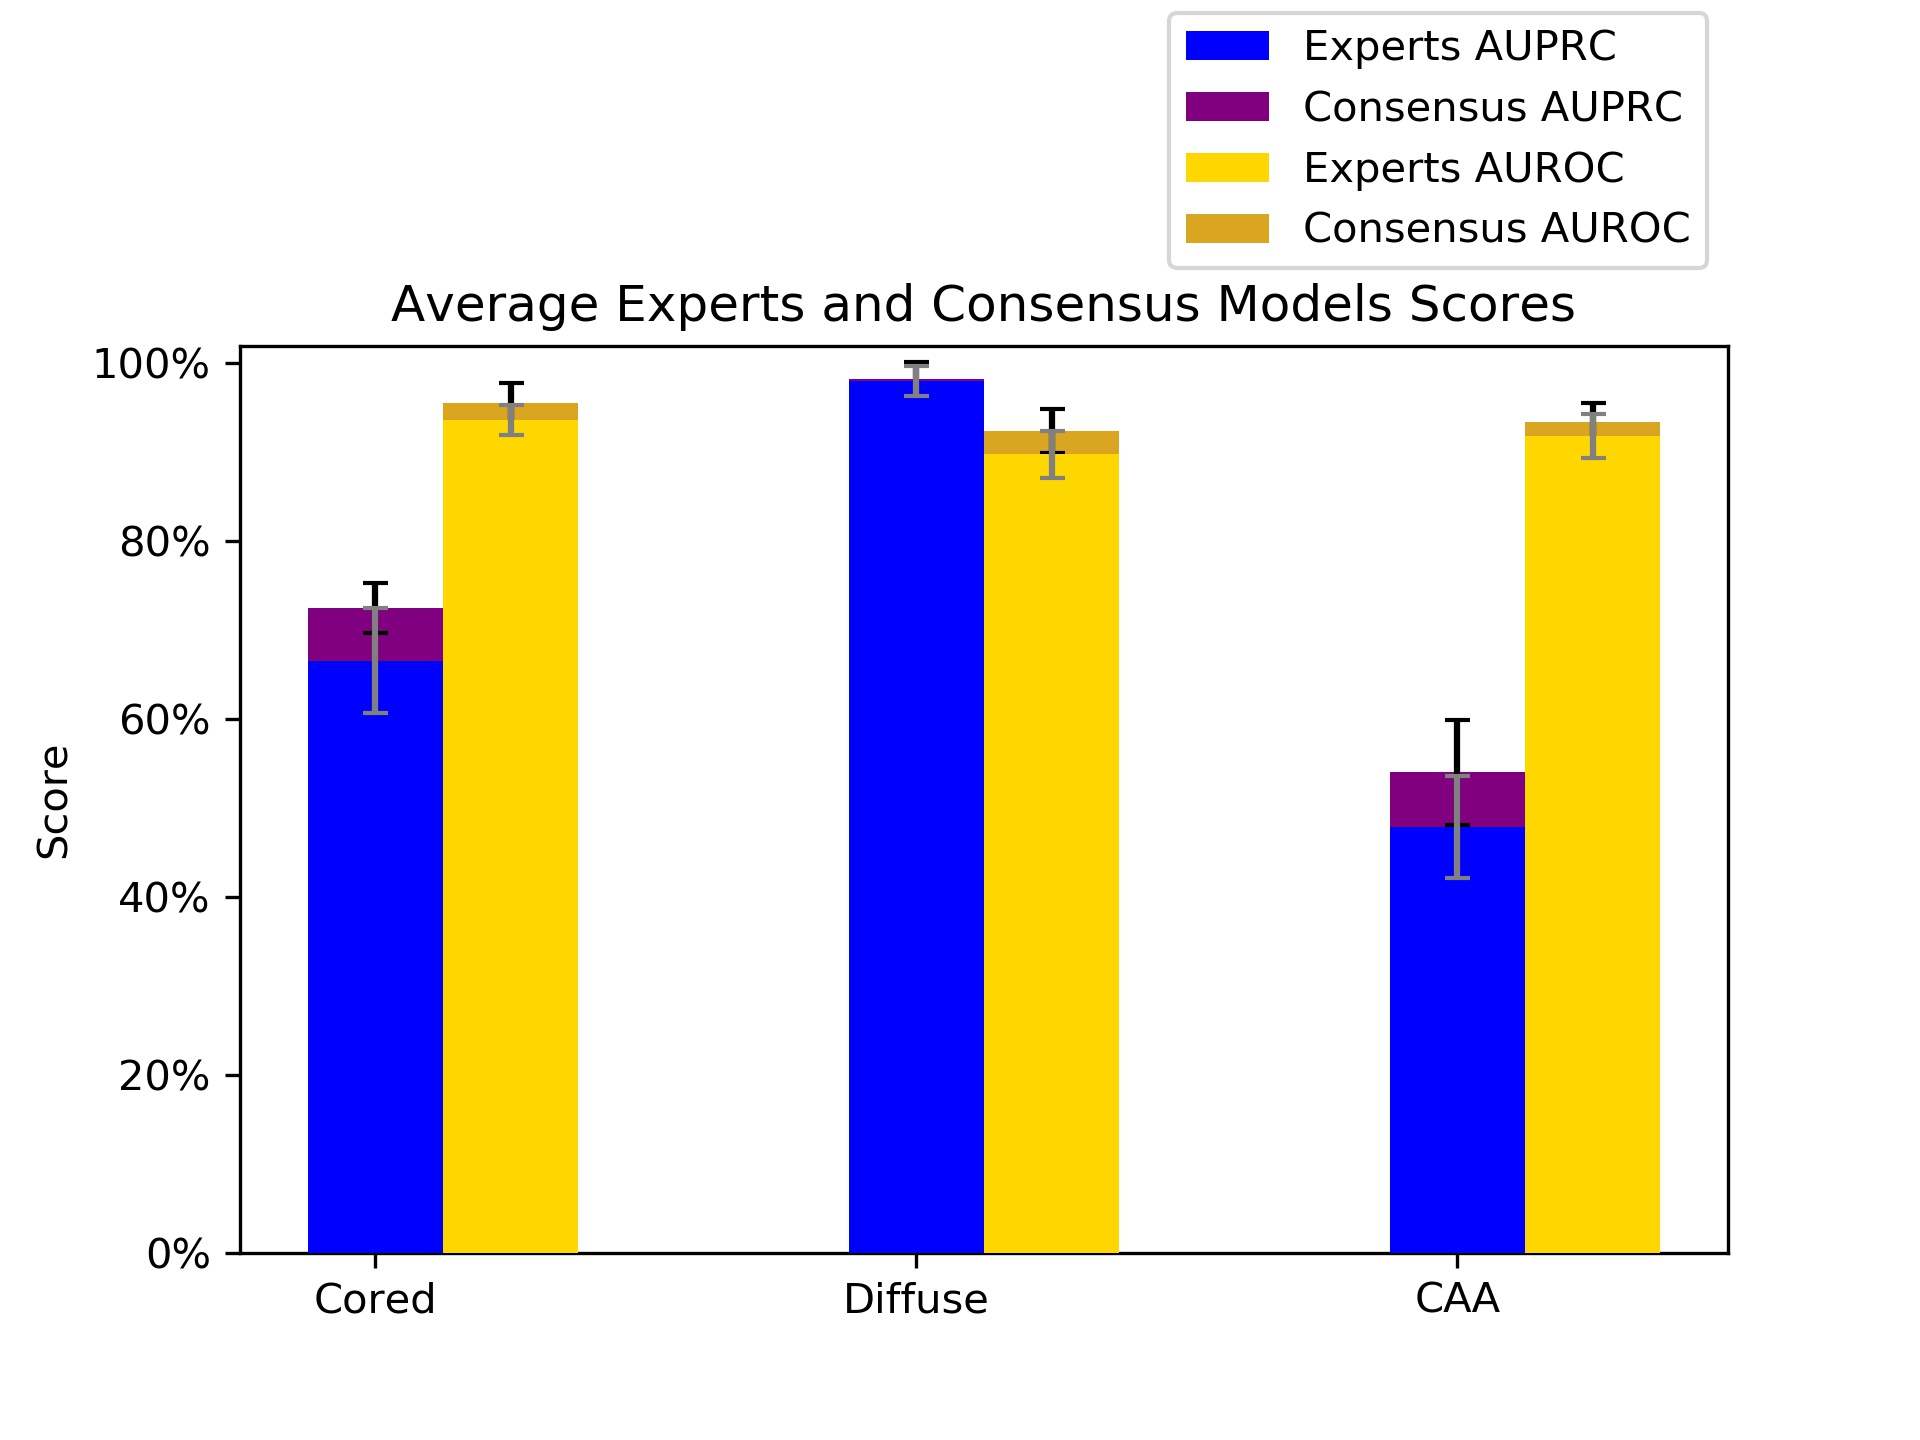 Experts AUPRC
Consensus AUPRC
Experts AUROC
Consensus AUROC
Average Experts and Consensus Models Scores
100%
80%
60%
40%
20%
0%
Score
Cored
Diffuse
CAA